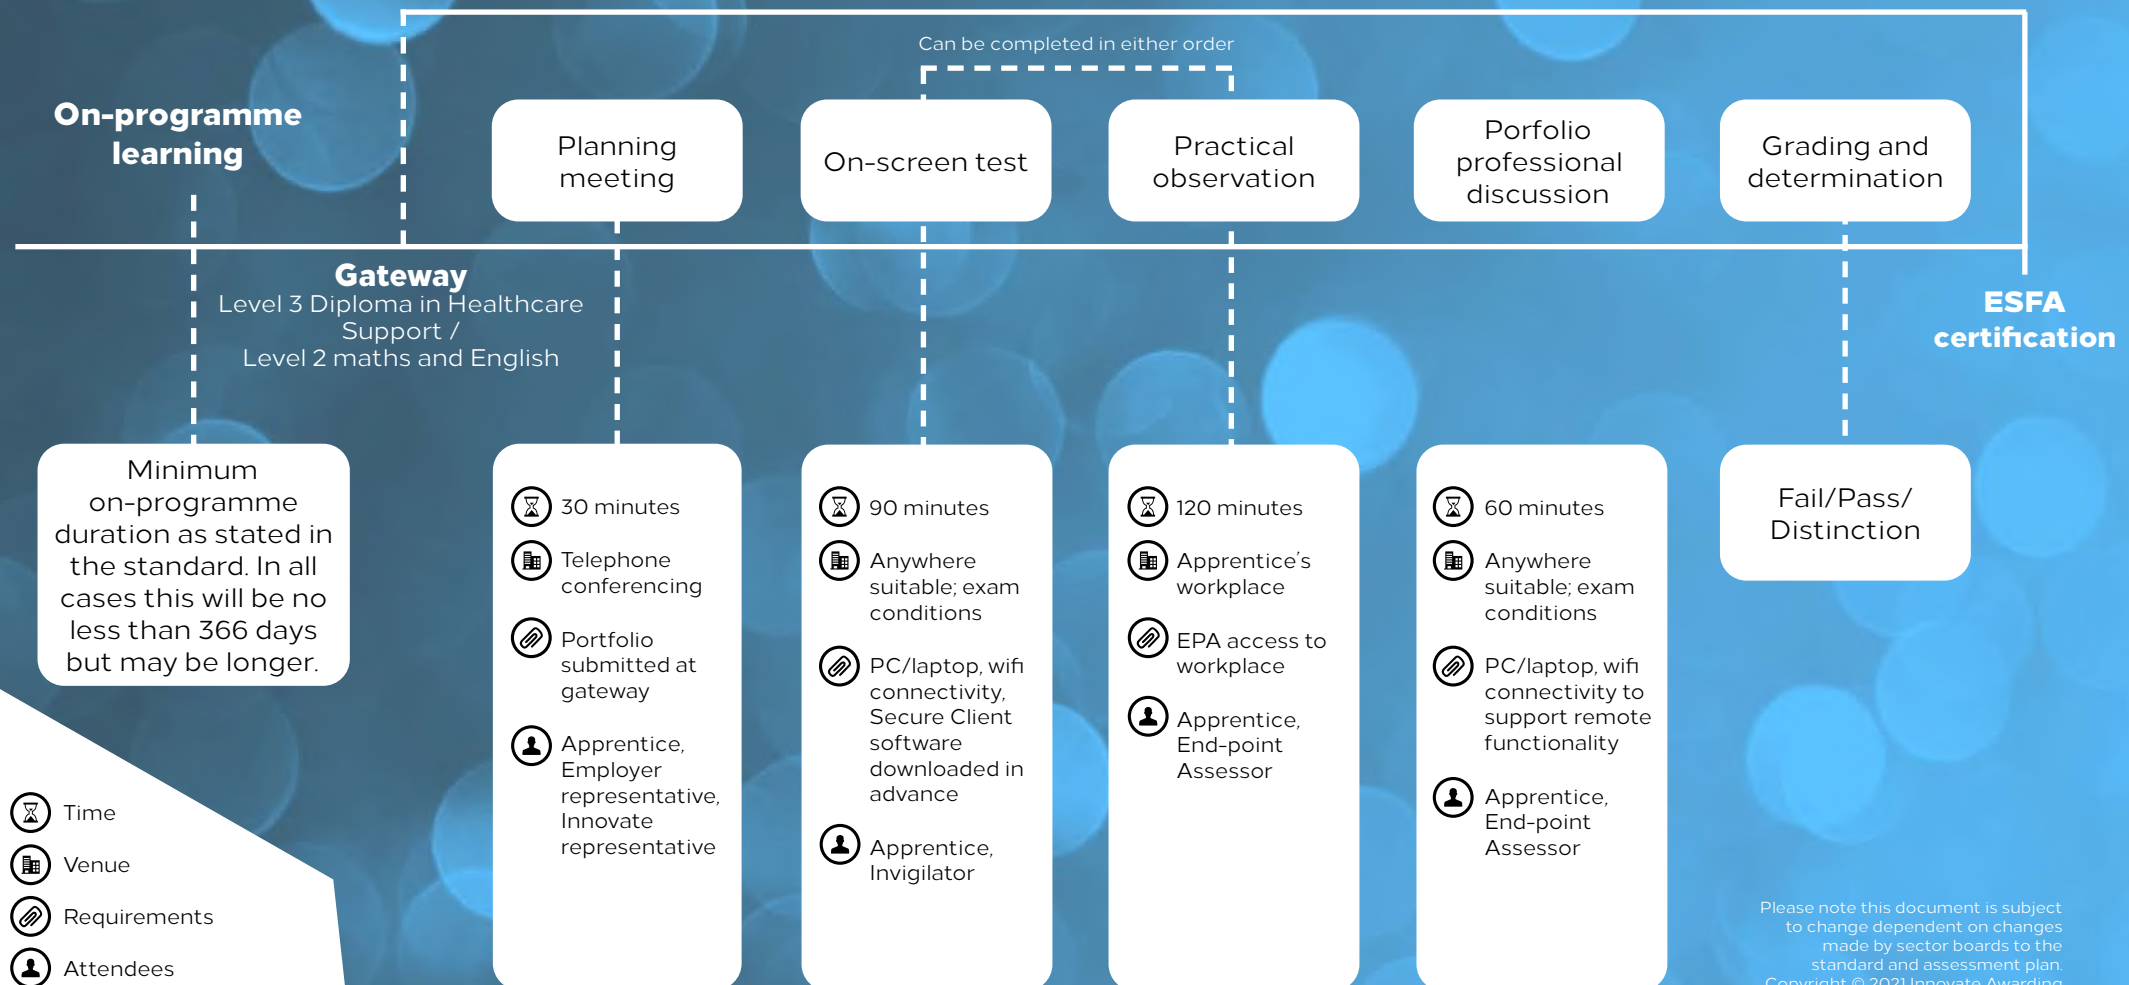 Can be completed in either order
On-programme
learning
Planning
meeting
On-screen test
Practical
observation
Porfolio
professional
discussion
Grading and
determination
Gateway
Level 3 Diploma in Healthcare
Support /
Level 2 maths and English
ESFA
certification
Minimum
on-programme
duration as stated in
the standard. In all
cases this will be no
less than 366 days
but may be longer.
30 minutes
Telephone
conferencing
Portfolio
submitted at
gateway
Apprentice,
Employer
representative,
Innovate
representative
90 minutes
Anywhere
suitable; exam
conditions
PC/laptop, wifi
connectivity,
Secure Client
software
downloaded in
advance
Apprentice,
Invigilator
120 minutes
Apprentice's
workplace
EPA access to
workplace
Apprentice,
End-point
Assessor
60 minutes
Anywhere
suitable; exam
conditions
PC/laptop, wifi
connectivity to
support remote
functionality
Apprentice,
End-point
Assessor
Fail/Pass/
Distinction
Time
Venue
Requirements
Attendees
Please note this document is subject
to change dependent on changes
made by sector boards to the
standard and assessment plan.
Copyright © 2021 Innovate Awarding